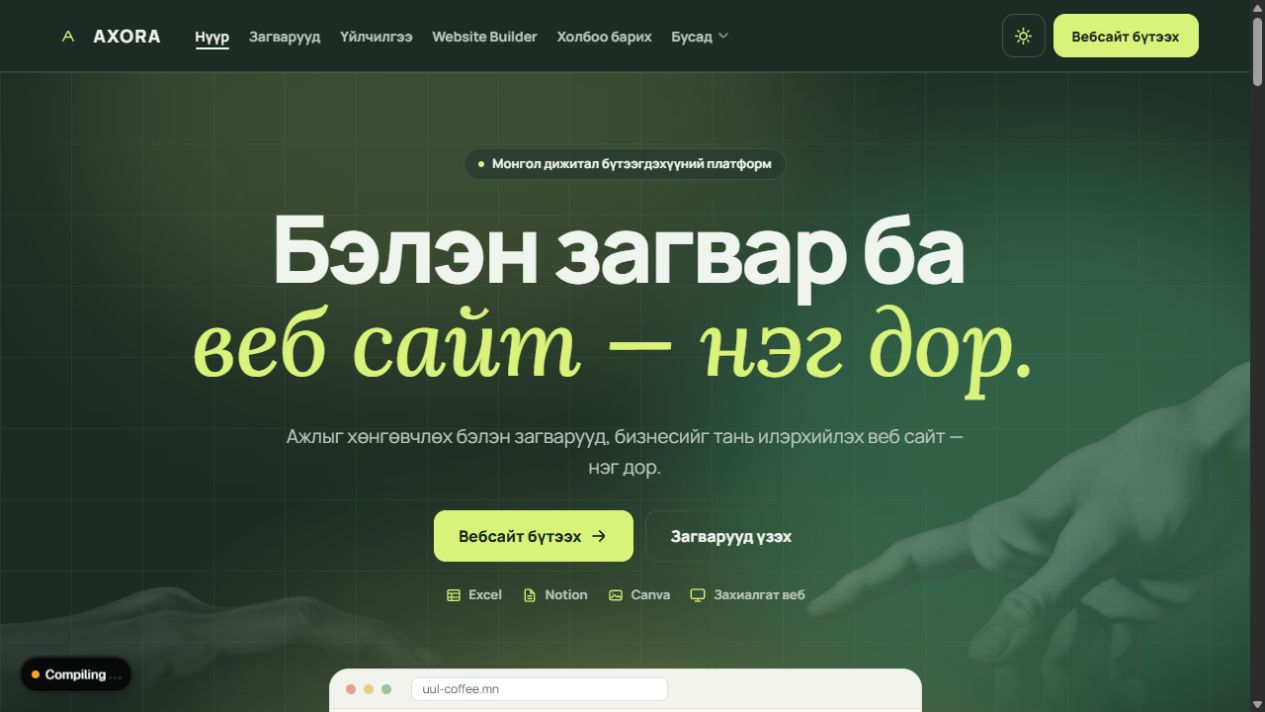 AXORA
Нүүр
Загварууд
Үйлчилгээ
Website Builder
Холбоо барих
Бусад
Вебсайт бүтээх
Монгол дижитал бүтээгдэхүүний платформ
Бэлэн загвар ба
веб сайт — нэг дор.
Ажлыг хөнгөвчлөх бэлэн загварууд, бизнесийг тань илэрхийлэх веб сайт —
нэг дор.
Вебсайт бүтээх →
Загварууд үзэх
Excel
Notion
Canva
Захиалгат веб
Compiling...
uul-coffee.mn